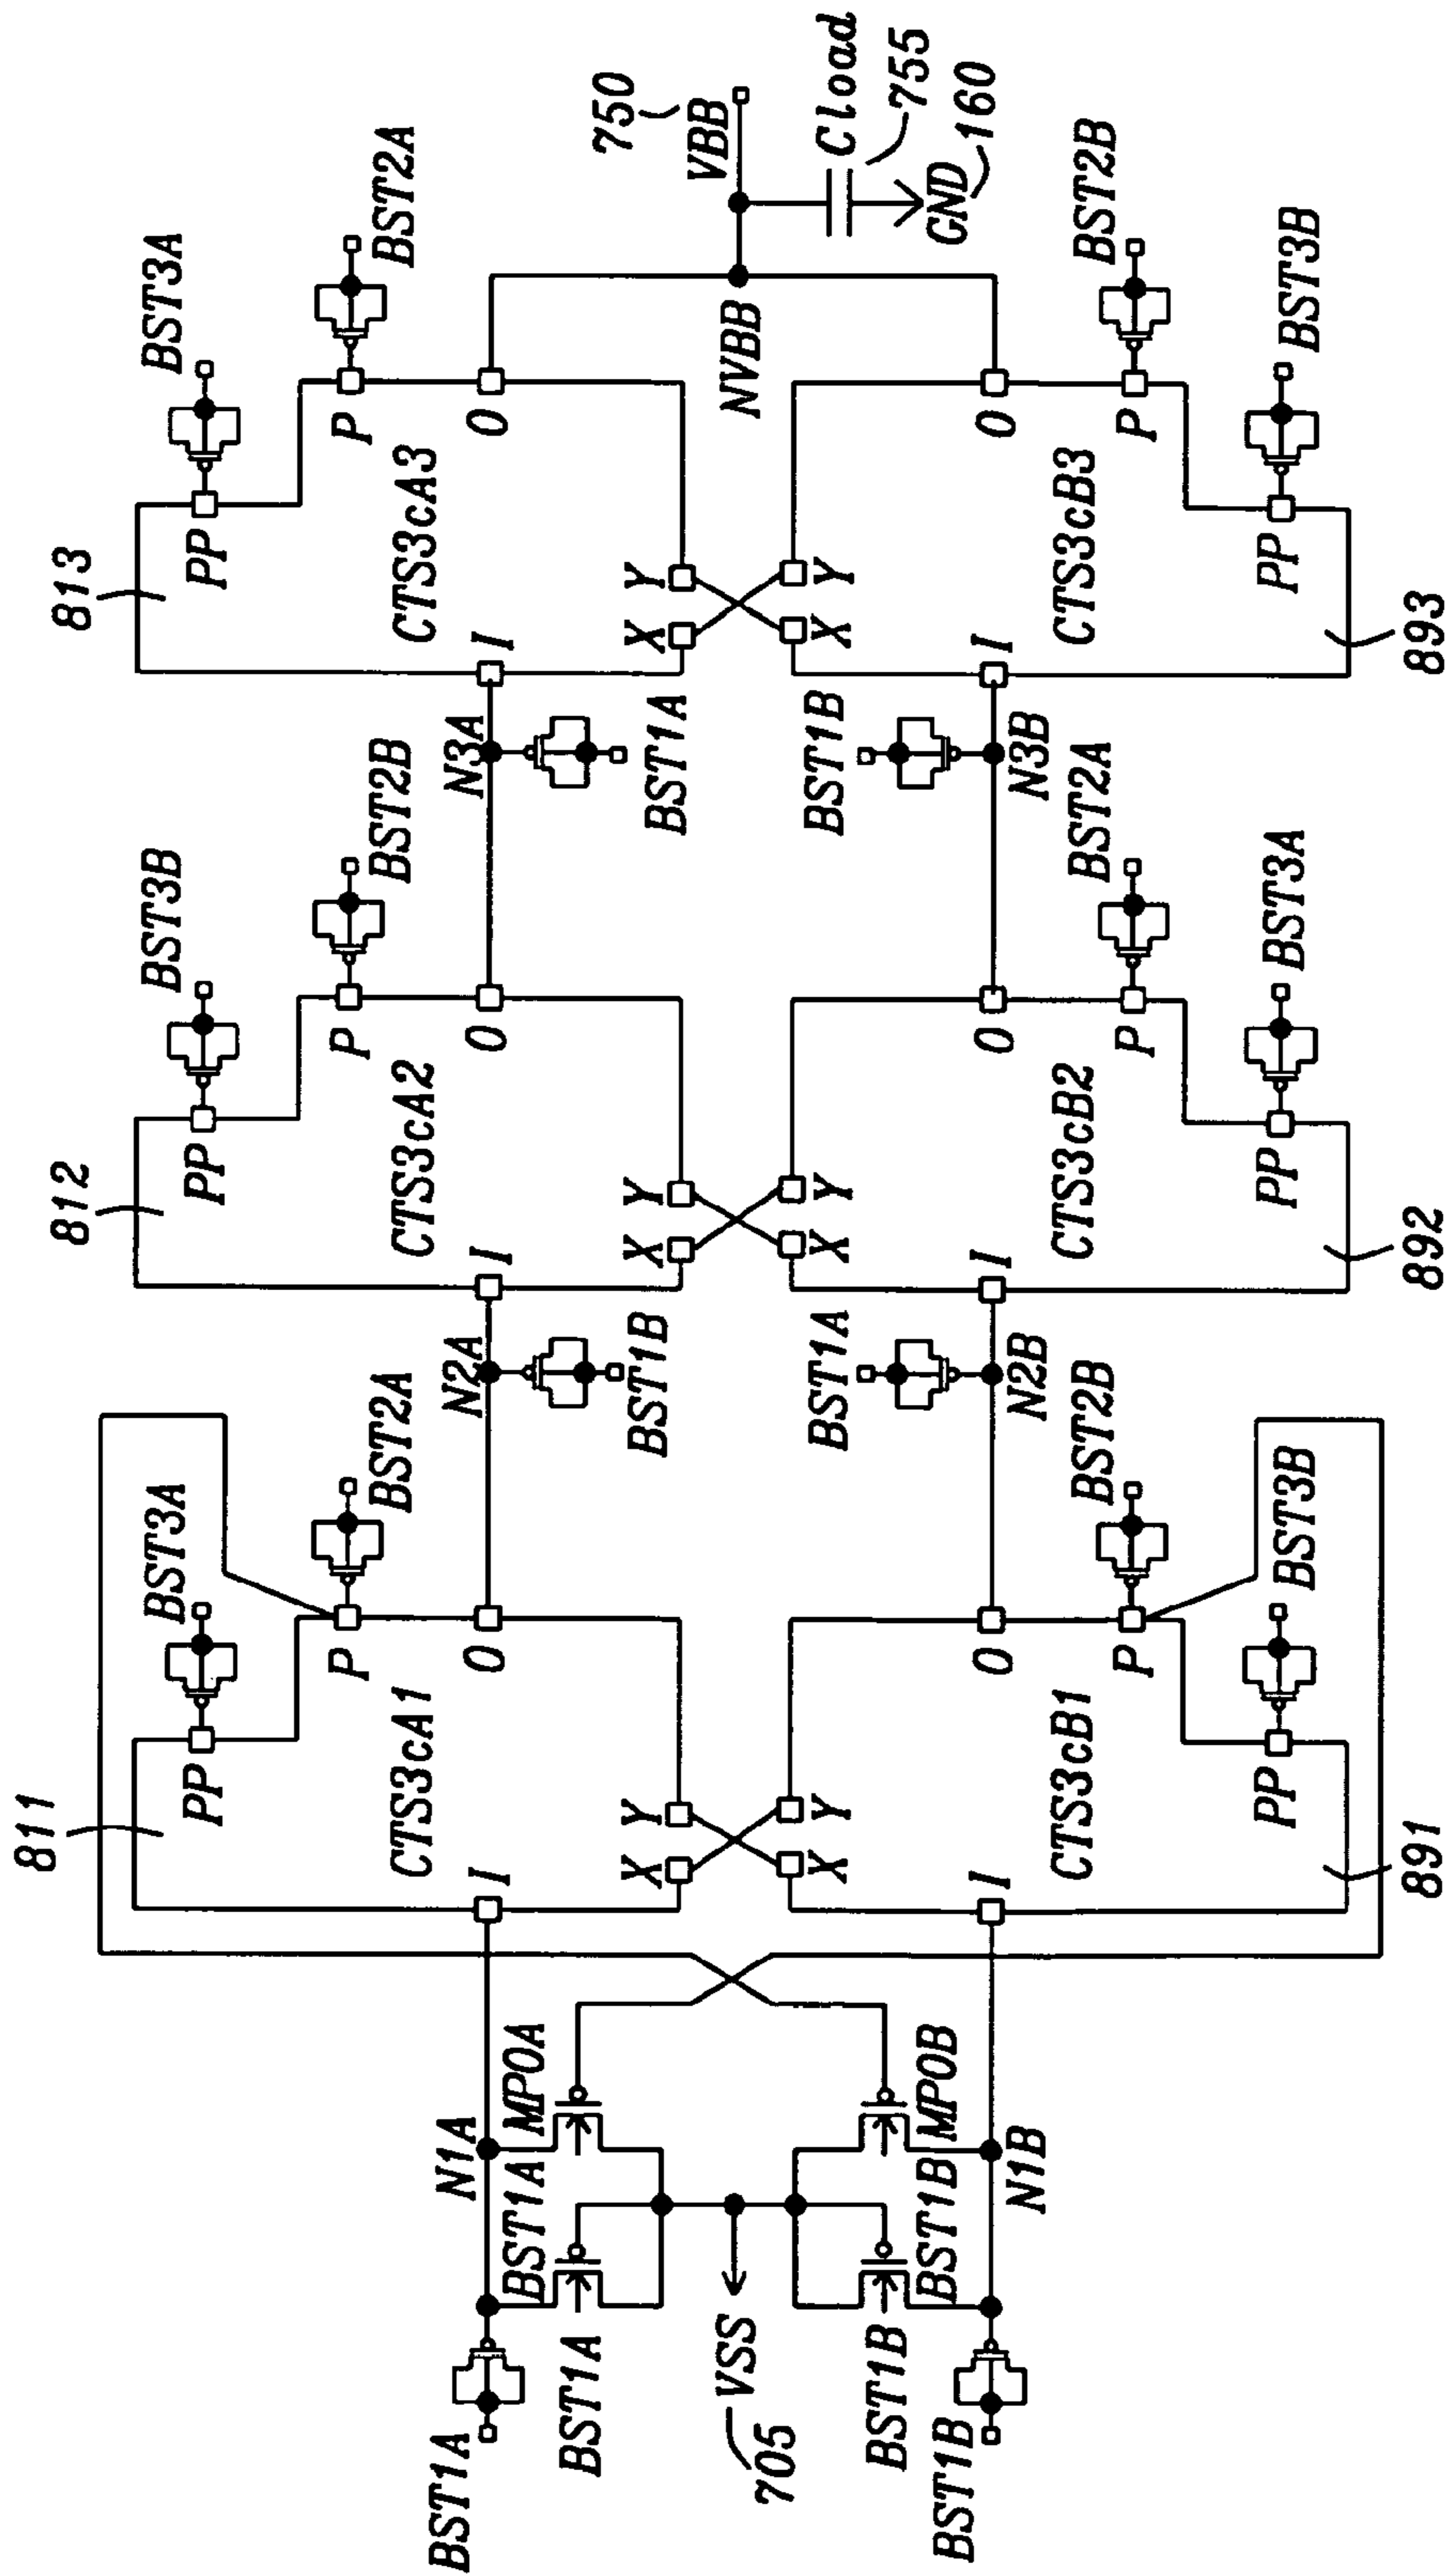 811
812
813
BST3A
BST3B
BST3A
PP
PP
PP
P
P
P
BST2A
BST2B
BST2A
CTS3cA1
CTS3cA2
CTS3cA3
BST1A
N1A
N2A
N3A
I
O
I
O
I
O
BST1A
MP0A
BST1A
X Y
BST1B
X Y
BST1A
X Y
750
VBB
VSS
705
NVBB
X Y
BST1A
X Y
BST1B
X Y
Cload
755
BST1B
BST1B
MP0B
GND
160
BST1B
I
O
I
O
I
O
N1B
N2B
N3B
CTS3cB1
CTS3cB2
CTS3cB3
BST2B
BST2A
BST2B
P
P
P
PP
PP
PP
BST3B
BST3A
BST3B
891
892
893